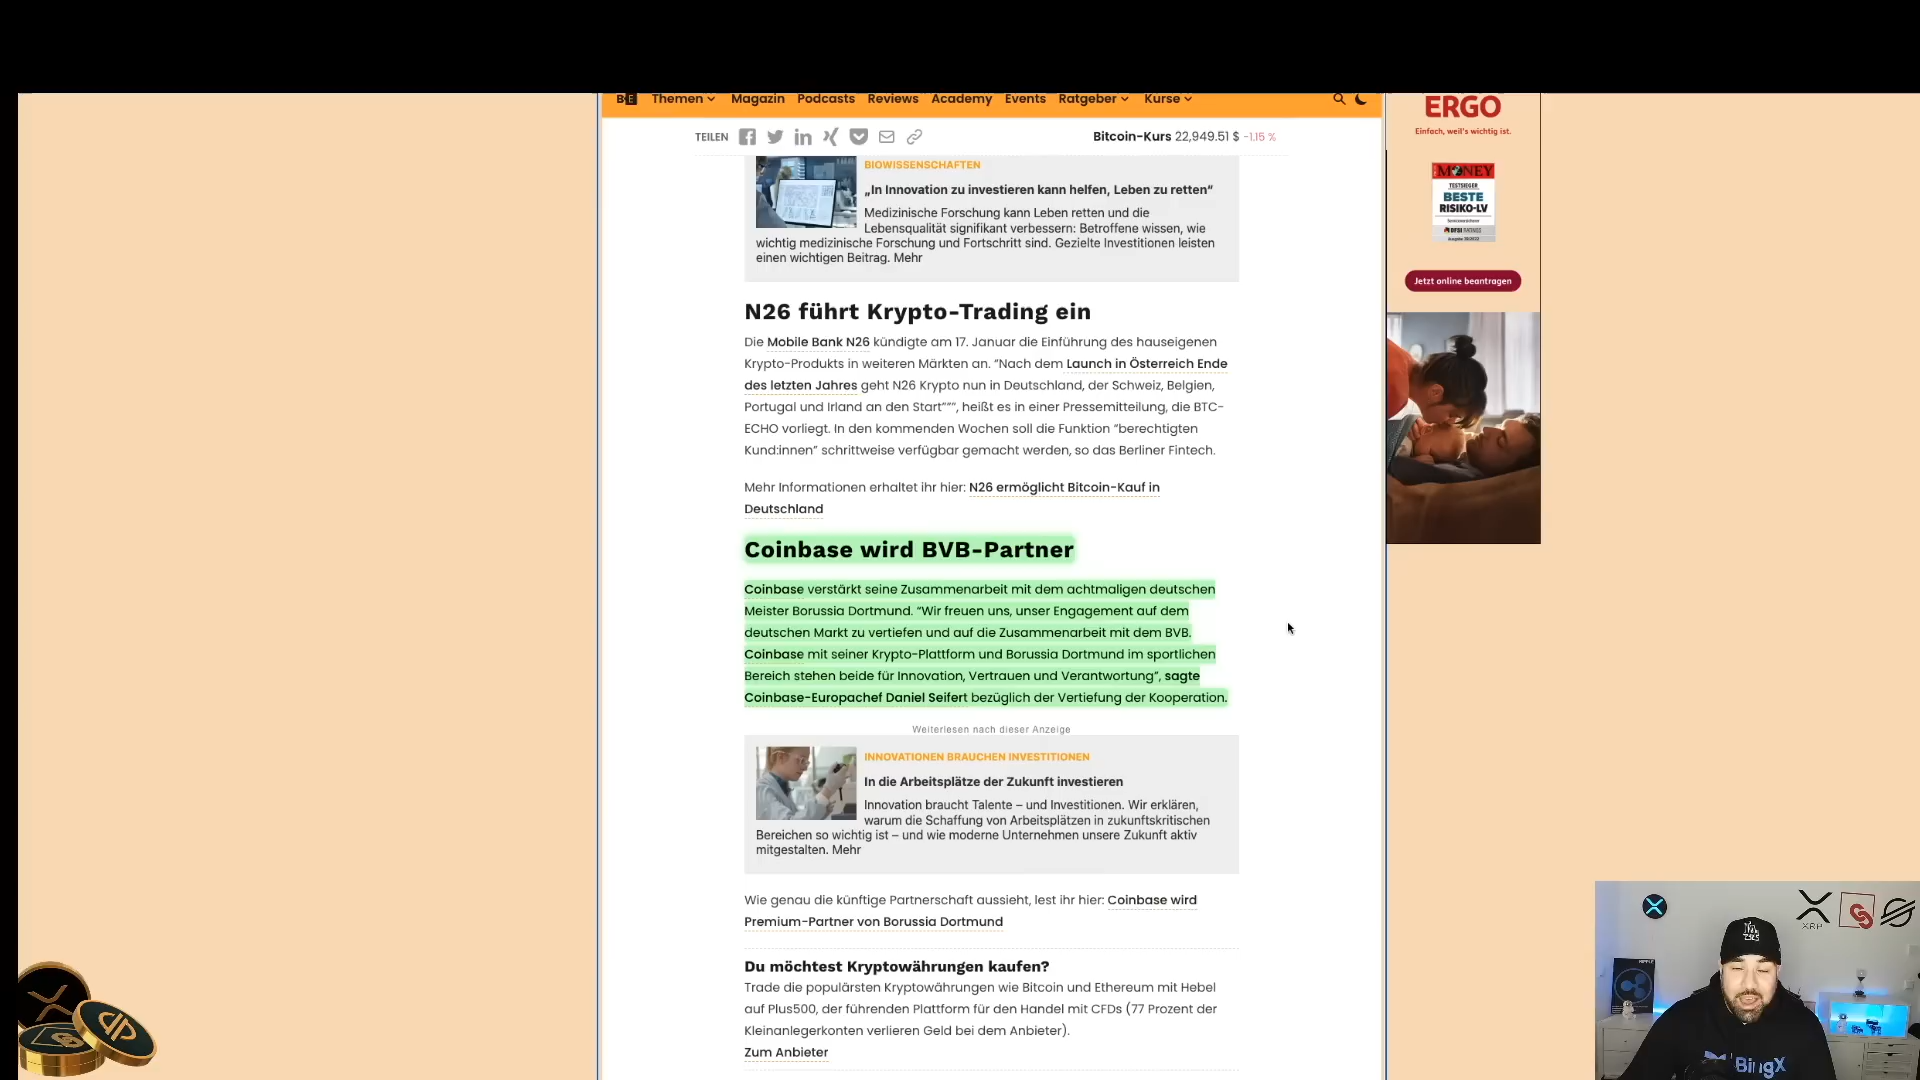 Themen
Magazin
Podcasts
Reviews
Academy
Events
Ratgeber
Kurse
ERGO
Einfach, weil's wichtig ist.
TEILEN
Bitcoin-Kurs 22,949.51 $ -1.15 %
BIOWISSENSCHAFTEN
„In Innovation zu investieren kann helfen, Leben zu retten“
Medizinische Forschung kann Leben retten und die
Lebensqualität signifikant verbessern: Betroffene wissen, wie
wichtig medizinische Forschung und Fortschritt sind. Gezielte Investitionen leisten
einen wichtigen Beitrag. Mehr
MONEY
TESTSIEGER
BESTE
RISIKO-LV
Jetzt online beantragen
N26 führt Krypto-Trading ein
Die Mobile Bank N26 kündigte am 17. Januar die Einführung des hauseigenen
Krypto-Produkts in weiteren Märkten an. “Nach dem Launch in Österreich Ende
des letzten Jahres geht N26 Krypto nun in Deutschland, der Schweiz, Belgien,
Portugal und Irland an den Start”””, heißt es in einer Pressemitteilung, die BTC-
ECHO vorliegt. In den kommenden Wochen soll die Funktion “berechtigten
Kund:innen” schrittweise verfügbar gemacht werden, so das Berliner Fintech.
Mehr Informationen erhaltet ihr hier: N26 ermöglicht Bitcoin-Kauf in
Deutschland
Coinbase wird BVB-Partner
Coinbase verstärkt seine Zusammenarbeit mit dem achtmaligen deutschen
Meister Borussia Dortmund. “Wir freuen uns, unser Engagement auf dem
deutschen Markt zu vertiefen und auf die Zusammenarbeit mit dem BVB.
Coinbase mit seiner Krypto-Plattform und Borussia Dortmund im sportlichen
Bereich stehen beide für Innovation, Vertrauen und Verantwortung”, sagte
Coinbase-Europachef Daniel Seifert bezüglich der Vertiefung der Kooperation.
Weiterlesen nach dieser Anzeige
INNOVATIONEN BRAUCHEN INVESTITIONEN
In die Arbeitsplätze der Zukunft investieren
Innovation braucht Talente – und Investitionen. Wir erklären,
warum die Schaffung von Arbeitsplätzen in zukunftskritischen
Bereichen so wichtig ist – und wie moderne Unternehmen unsere Zukunft aktiv
mitgestalten. Mehr
Wie genau die künftige Partnerschaft aussieht, lest ihr hier: Coinbase wird
Premium-Partner von Borussia Dortmund
Du möchtest Kryptowährungen kaufen?
Trade die populärsten Kryptowährungen wie Bitcoin und Ethereum mit Hebel
auf Plus500, der führenden Plattform für den Handel mit CFDs (77 Prozent der
Kleinanlegerkonten verlieren Geld bei dem Anbieter).
Zum Anbieter
XRP
BingX